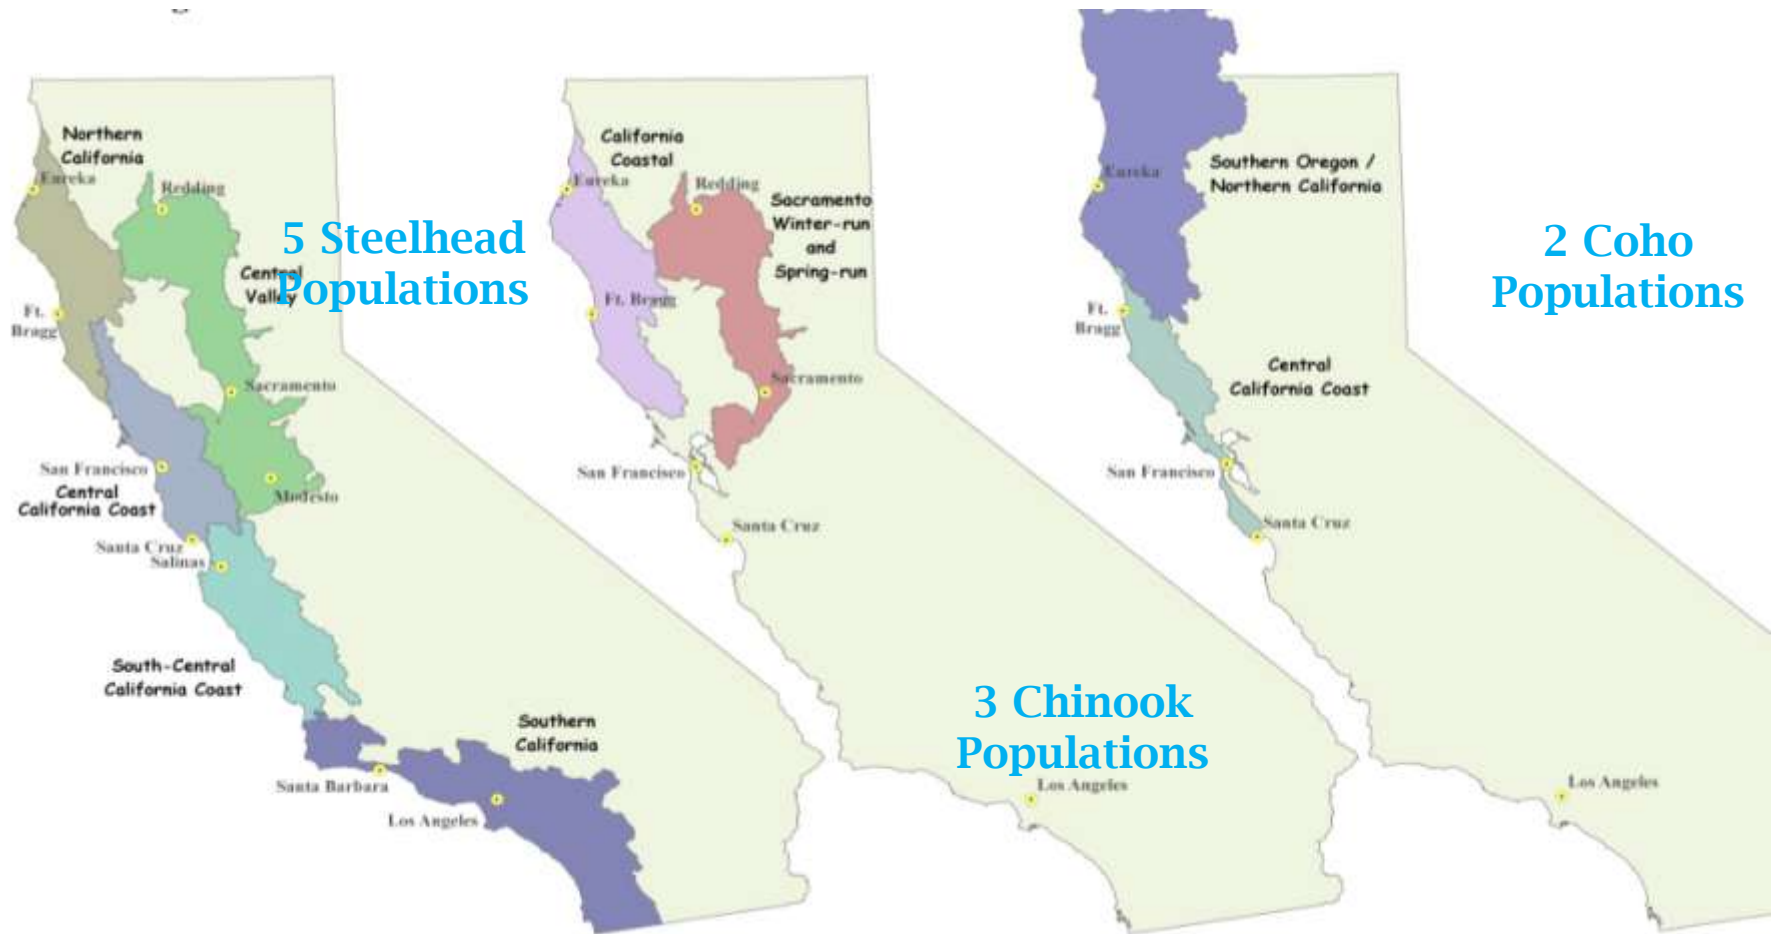 Northern
California
Eureka
Redding
5 Steelhead
Populations
Central
Valley
Ft.
Bragg
Sacramento
San Francisco
Central
California Coast
Modesto
Santa Cruz
Salinas
South-Central
California Coast
Southern
California
Santa Barbara
Los Angeles
California
Coastal
Eureka
Redding
Sacramento
Winter-run
and
Spring-run
Ft. Bragg
Sacramento
San Francisco
Santa Cruz
3 Chinook
Populations
Los Angeles
Southern Oregon /
Northern California
Eureka
2 Coho
Populations
Ft.
Bragg
Central
California Coast
San Francisco
Santa Cruz
Los Angeles